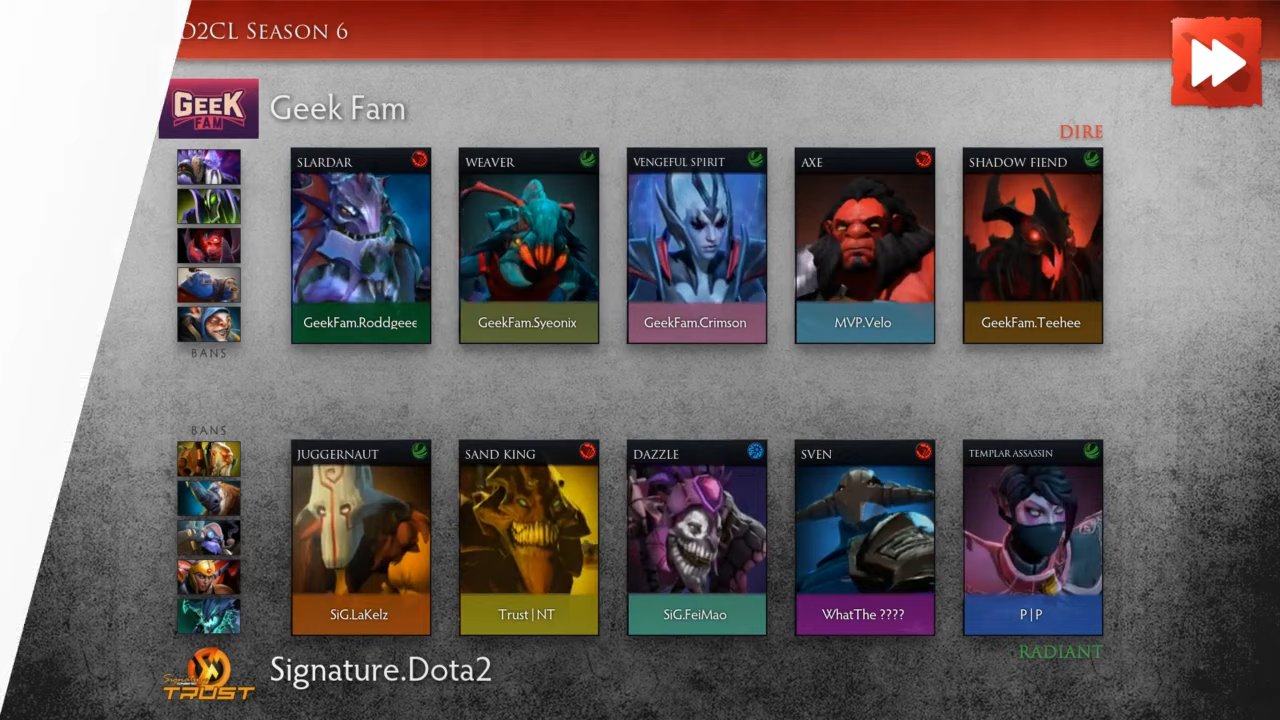 D2CL SEASON 6
GEEK
FAM
Geek Fam
DIRE
SLARDAR
WEAVER
VENGEFUL SPIRIT
AXE
SHADOW FIEND
GeekFam.Roddgeee
GeekFam.Syeonix
GeekFam.Crimson
MVP.Velo
GeekFam.Teehee
BANS
BANS
JUGGERNAUT
SAND KING
DAZZLE
SVEN
TEMPLAR ASSASSIN
SiG.LaKelz
Trust|NT
SiG.FeiMao
WhatThe ????
P|P
RADIANT
Signature
TRUST
Signature.Dota2